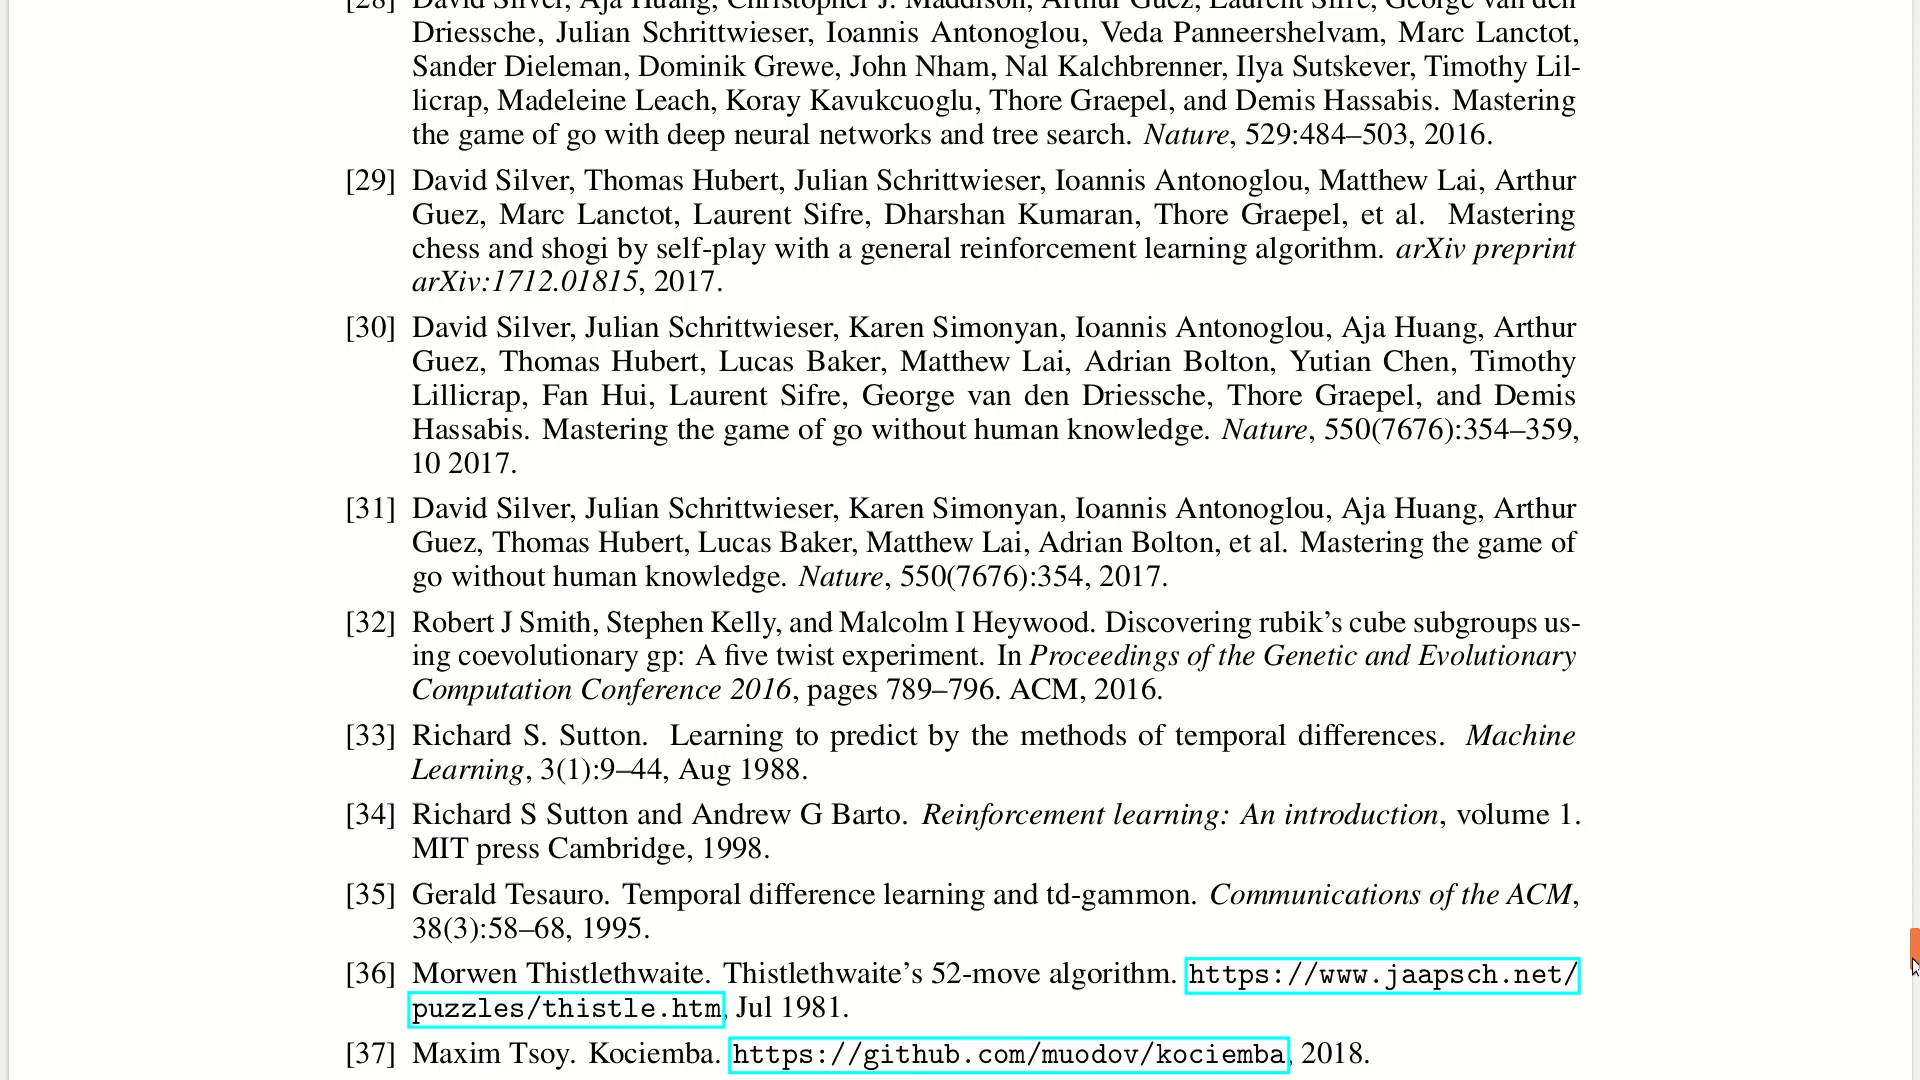 [28] David Silver, Aja Huang, Christopher J. Maddison, Arthur Guez, Laurent Sifre, George van den
Driessche, Julian Schrittwieser, Ioannis Antonoglou, Veda Panneershelvam, Marc Lanctot,
Sander Dieleman, Dominik Grewe, John Nham, Nal Kalchbrenner, Ilya Sutskever, Timothy Lil-
licrap, Madeleine Leach, Koray Kavukcuoglu, Thore Graepel, and Demis Hassabis. Mastering
the game of go with deep neural networks and tree search. Nature, 529:484–503, 2016.
[29] David Silver, Thomas Hubert, Julian Schrittwieser, Ioannis Antonoglou, Matthew Lai, Arthur
Guez, Marc Lanctot, Laurent Sifre, Dharshan Kumaran, Thore Graepel, et al. Mastering
chess and shogi by self-play with a general reinforcement learning algorithm. arXiv preprint
arXiv:1712.01815, 2017.
[30] David Silver, Julian Schrittwieser, Karen Simonyan, Ioannis Antonoglou, Aja Huang, Arthur
Guez, Thomas Hubert, Lucas Baker, Matthew Lai, Adrian Bolton, Yutian Chen, Timothy
Lillicrap, Fan Hui, Laurent Sifre, George van den Driessche, Thore Graepel, and Demis
Hassabis. Mastering the game of go without human knowledge. Nature, 550(7676):354–359,
10 2017.
[31] David Silver, Julian Schrittwieser, Karen Simonyan, Ioannis Antonoglou, Aja Huang, Arthur
Guez, Thomas Hubert, Lucas Baker, Matthew Lai, Adrian Bolton, et al. Mastering the game of
go without human knowledge. Nature, 550(7676):354, 2017.
[32] Robert J Smith, Stephen Kelly, and Malcolm I Heywood. Discovering rubik's cube subgroups us-
ing coevolutionary gp: A five twist experiment. In Proceedings of the Genetic and Evolutionary
Computation Conference 2016, pages 789–796. ACM, 2016.
[33] Richard S. Sutton. Learning to predict by the methods of temporal differences. Machine
Learning, 3(1):9–44, Aug 1988.
[34] Richard S Sutton and Andrew G Barto. Reinforcement learning: An introduction, volume 1.
MIT press Cambridge, 1998.
[35] Gerald Tesauro. Temporal difference learning and td-gammon. Communications of the ACM,
38(3):58–68, 1995.
[36] Morwen Thistlethwaite. Thistlethwaite's 52-move algorithm. https://www.jaapsch.net/
puzzles/thistle.htm, Jul 1981.
[37] Maxim Tsoy. Kociemba. https://github.com/muodov/kociemba, 2018.